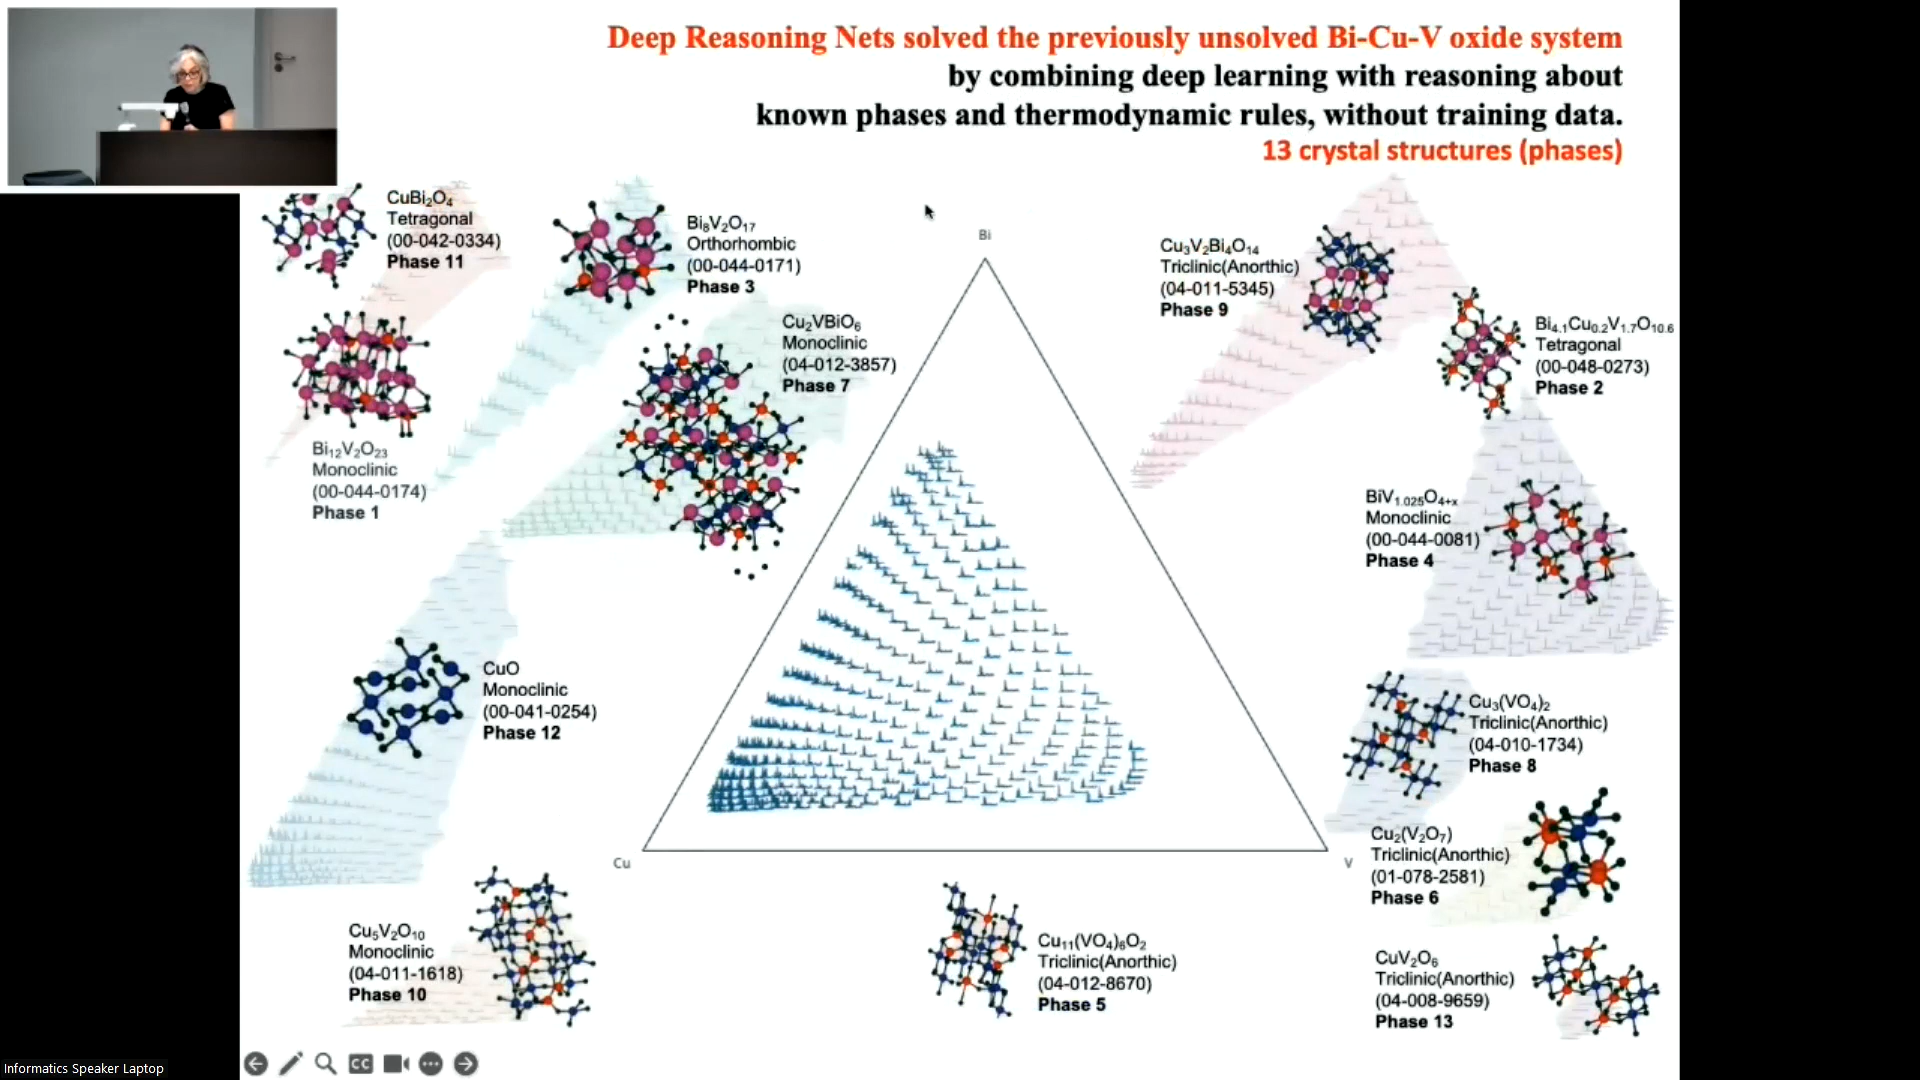 Deep Reasoning Nets solved the previously unsolved Bi-Cu-V oxide system
by combining deep learning with reasoning about
known phases and thermodynamic rules, without training data.
13 crystal structures (phases)
CuBi₂O₄
Tetragonal
(00-042-0334)
Phase 11
Bi₈V₂O₁₇
Orthorhombic
(00-044-0171)
Phase 3
Cu₂VBiO₆
Monoclinic
(04-012-3857)
Phase 7
Bi₁₂V₂O₂₃
Monoclinic
(00-044-0174)
Phase 1
Bi
Cu₃V₂Bi₄O₁₄
Triclinic(Anorthic)
(04-011-5345)
Phase 9
Bi₄.₁Cu₀.₂V₁.₇O₁₀.₆
Tetragonal
(00-048-0273)
Phase 2
BiV₁.₀₂₅O₄₊ₓ
Monoclinic
(00-044-0081)
Phase 4
CuO
Monoclinic
(00-041-0254)
Phase 12
Cu₃(VO₄)₂
Triclinic(Anorthic)
(04-010-1734)
Phase 8
Cu
V
Cu₂(V₂O₇)
Triclinic(Anorthic)
(01-078-2581)
Phase 6
Cu₅V₂O₁₀
Monoclinic
(04-011-1618)
Phase 10
Cu₁₁(VO₄)₆O₂
Triclinic(Anorthic)
(04-012-8670)
Phase 5
CuV₂O₆
Triclinic(Anorthic)
(04-008-9659)
Phase 13
CC
Informatics Speaker Laptop